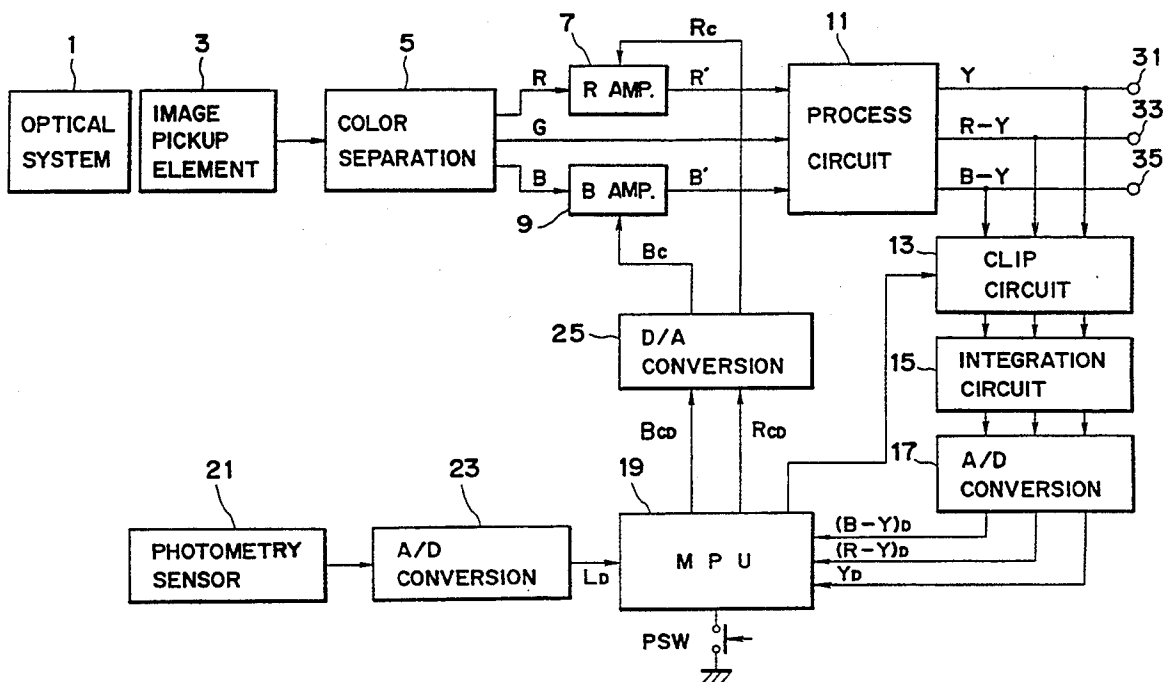 1
3
5
7
Rc
11
31
OPTICAL
SYSTEM
IMAGE
PICKUP
ELEMENT
COLOR
SEPARATION
R
R AMP.
R′
G
B
B AMP.
B′
9
PROCESS
CIRCUIT
Y
R-Y
33
B-Y
35
Bc
13
CLIP
CIRCUIT
25
D/A
CONVERSION
15
INTEGRATION
CIRCUIT
BCD
RCD
17
A/D
CONVERSION
21
23
19
PHOTOMETRY
SENSOR
A/D
CONVERSION
LD
MPU
(B-Y)D
(R-Y)D
YD
PSW